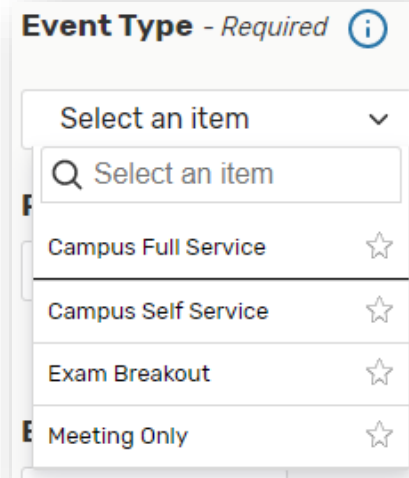 Event Type - Required
Select an item
Select an item
Campus Full Service
Campus Self Service
Exam Breakout
Meeting Only